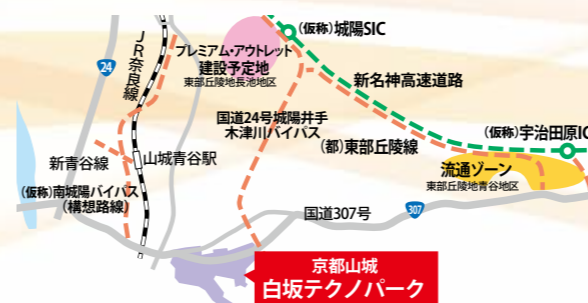 (仮称)城陽SIC
JR奈良線
24
プレミアム・アウトレット
建設予定地
東部丘陵地長池地区
新名神高速道路
国道24号城陽井手
木津川バイパス
(仮称)宇治田原IC
(都)東部丘陵線
新青谷線
山城青谷駅
流通ゾーン
東部丘陵地青谷地区
(仮称)南城陽バイパス
(構想路線)
国道307号
307
京都山城
白坂テクノパーク